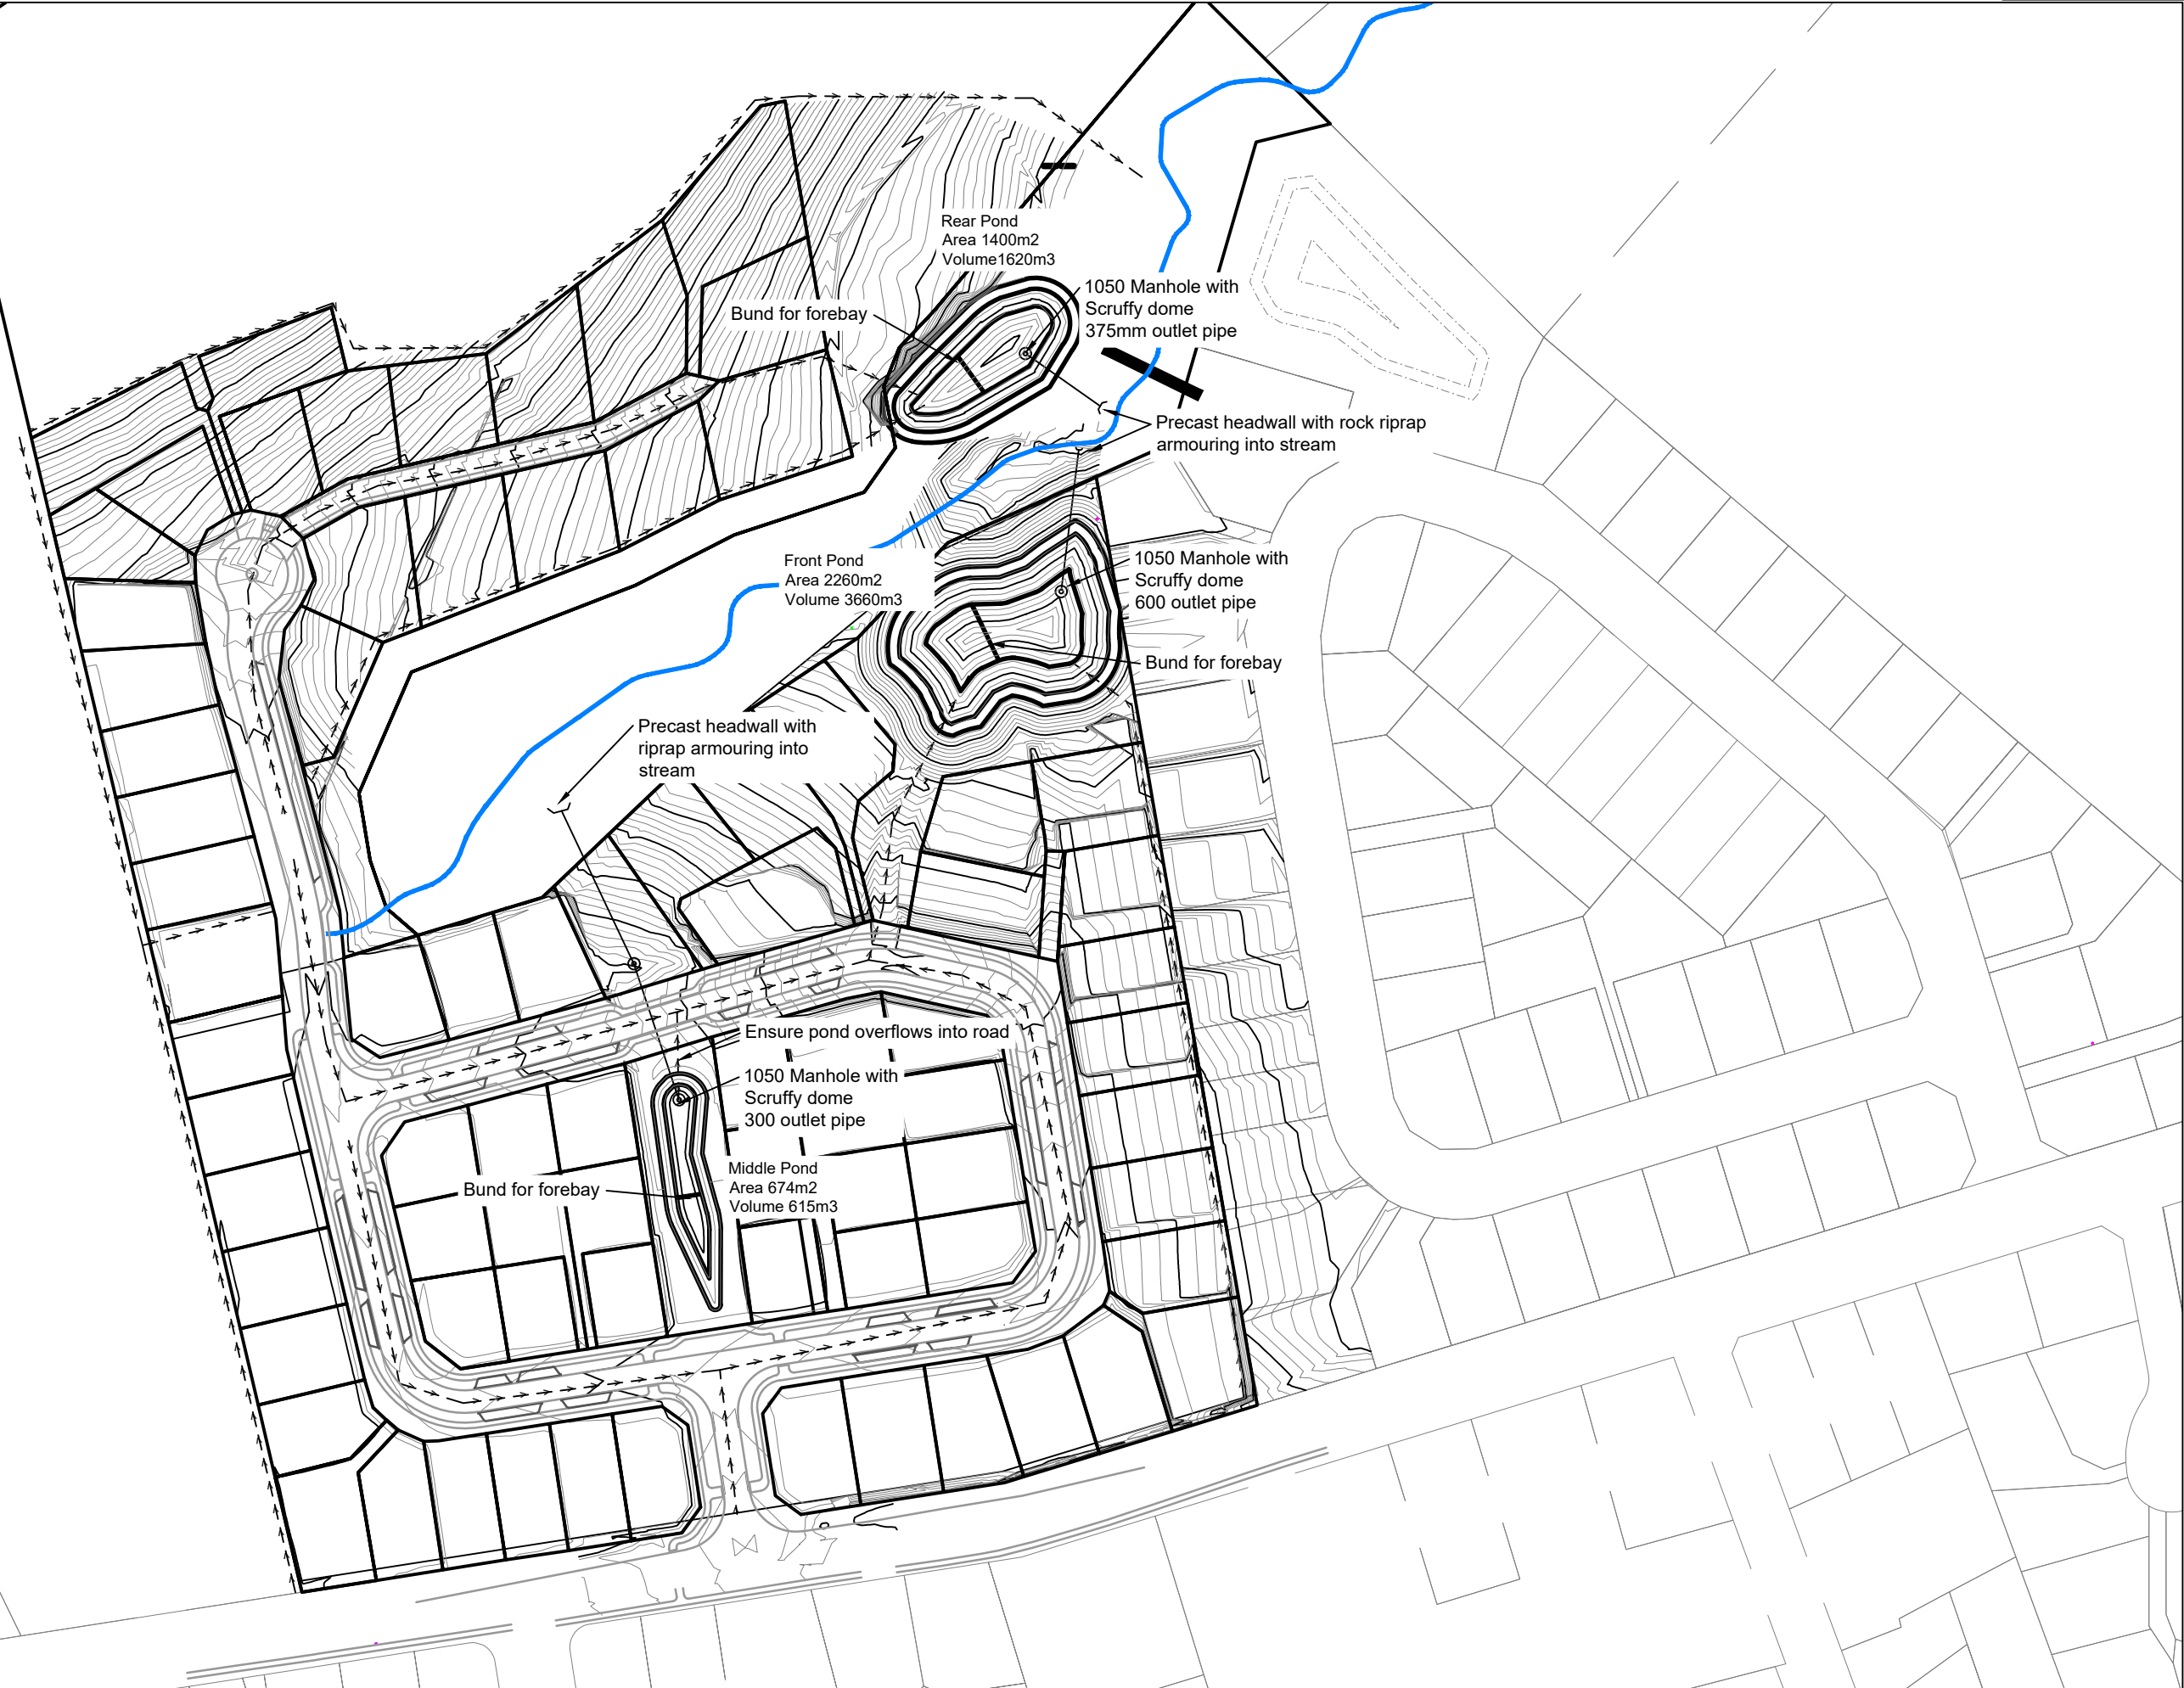 Rear Pond
Area 1400m2
Volume1620m3
1050 Manhole with
Scruffy dome
375mm outlet pipe
Bund for forebay
Precast headwall with rock riprap
armouring into stream
Front Pond
Area 2260m2
Volume 3660m3
1050 Manhole with
Scruffy dome
600 outlet pipe
Bund for forebay
Precast headwall with
riprap armouring into
stream
Ensure pond overflows into road
1050 Manhole with
Scruffy dome
300 outlet pipe
Middle Pond
Area 674m2
Volume 615m3
Bund for forebay